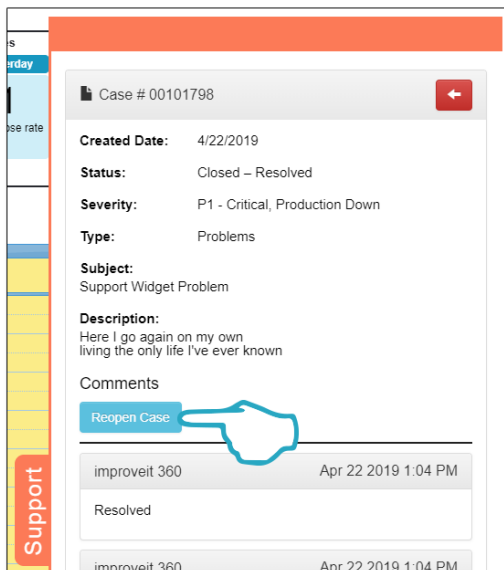 s
erday
1
ose rate
Case # 00101798
Created Date: 4/22/2019
Status: Closed – Resolved
Severity: P1 - Critical, Production Down
Type: Problems
Subject:
Support Widget Problem
Description:
Here I go again on my own
living the only life I've ever known
Comments
Reopen Case
improveit 360 Apr 22 2019 1:04 PM
Resolved
improveit 360 Apr 22 2019 1:04 PM
Support